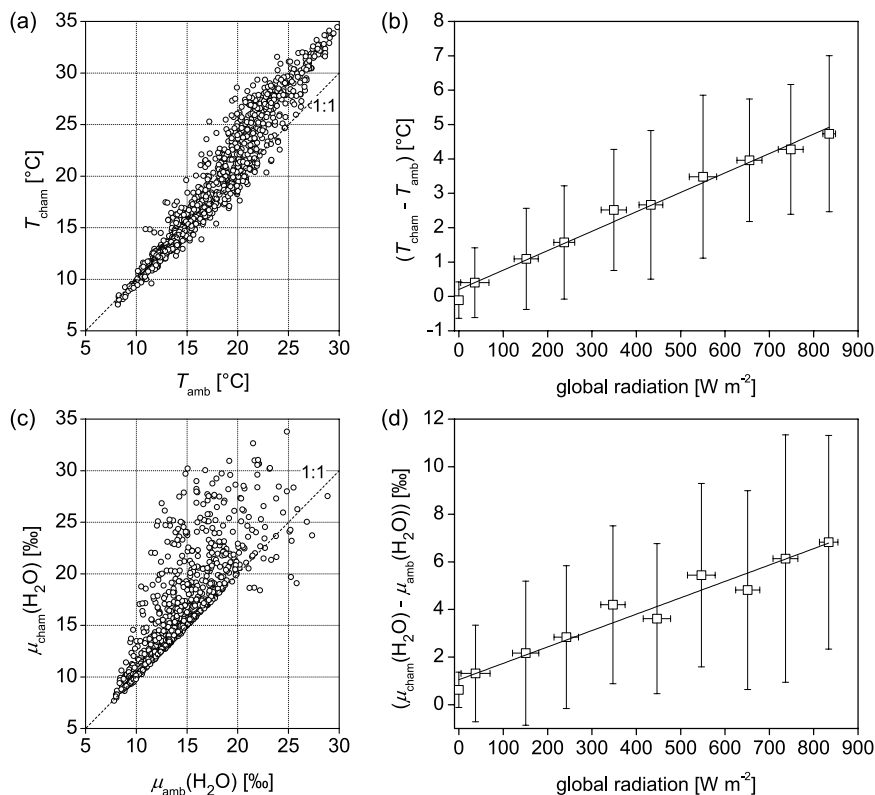 (a)
35
30
25
20
15
10
5
1:1
T_cham [°C]
5 10 15 20 25 30
T_amb [°C]
(b)
8
7
6
5
4
3
2
1
0
-1
(T_cham - T_amb) [°C]
0 100 200 300 400 500 600 700 800 900
global radiation [W m⁻²]
(c)
35
30
25
20
15
10
5
1:1
μ_cham(H₂O) [‰]
5 10 15 20 25 30
μ_amb(H₂O) [‰]
(d)
12
10
8
6
4
2
0
(μ_cham(H₂O) - μ_amb(H₂O)) [‰]
0 100 200 300 400 500 600 700 800 900
global radiation [W m⁻²]